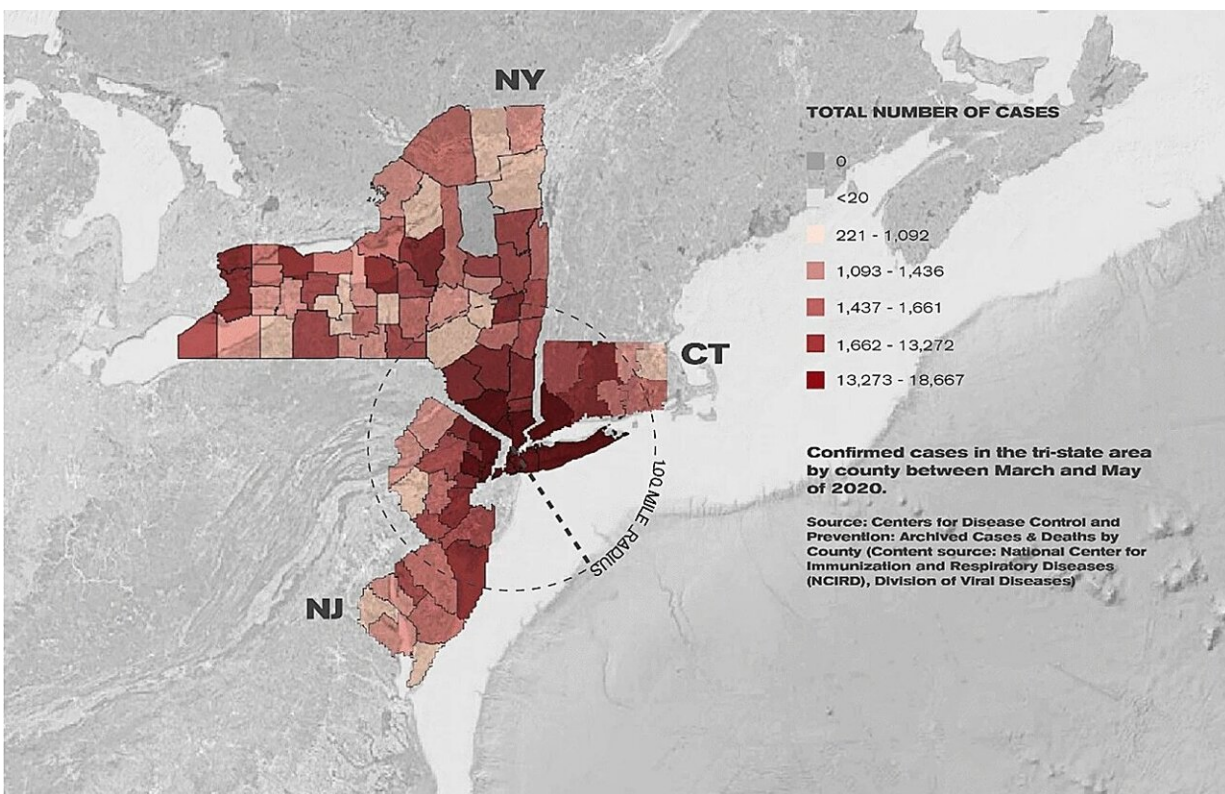 NY
TOTAL NUMBER OF CASES
0
<20
221 - 1,092
1,093 - 1,436
1,437 - 1,661
1,662 - 13,272
13,273 - 18,667
CT
Confirmed cases in the tri-state area
by county between March and May
of 2020.
100 MILE RADIUS
Source: Centers for Disease Control and
Prevention: Archived Cases & Deaths by
County (Content source: National Center for
Immunization and Respiratory Diseases
(NCIRD), Division of Viral Diseases)
NJ